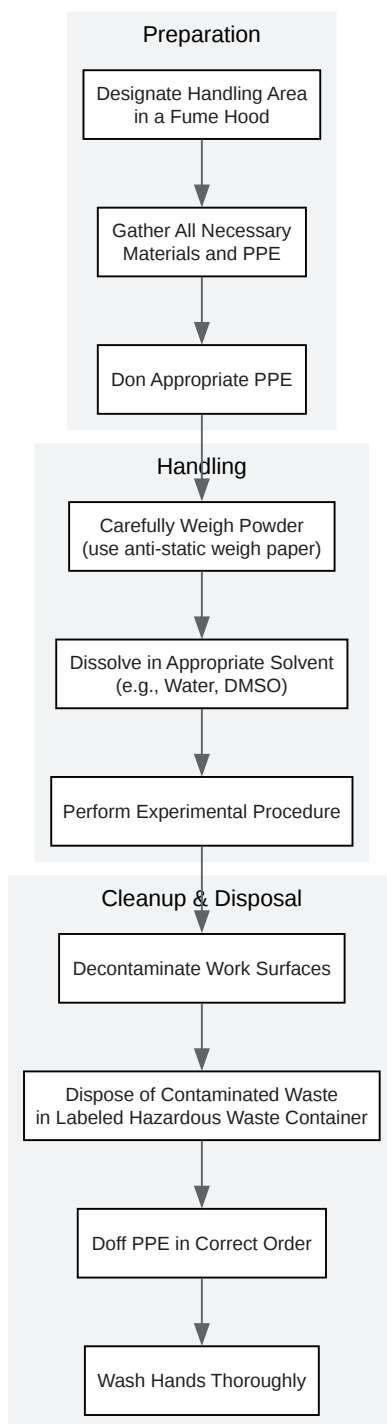 Preparation
Designate Handling Area
in a Fume Hood
Gather All Necessary
Materials and PPE
Don Appropriate PPE
Handling
Carefully Weigh Powder
(use anti-static weigh paper)
Dissolve in Appropriate Solvent
(e.g., Water, DMSO)
Perform Experimental Procedure
Cleanup & Disposal
Decontaminate Work Surfaces
Dispose of Contaminated Waste
in Labeled Hazardous Waste Container
Doff PPE in Correct Order
Wash Hands Thoroughly